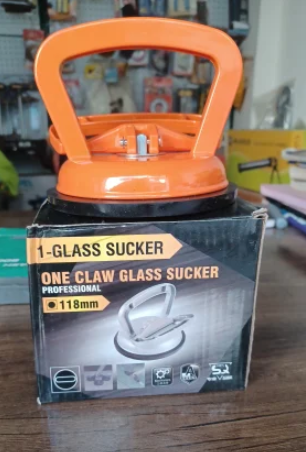 1-GLASS SUCKER
ONE CLAW GLASS SUCKER
PROFESSIONAL
118mm